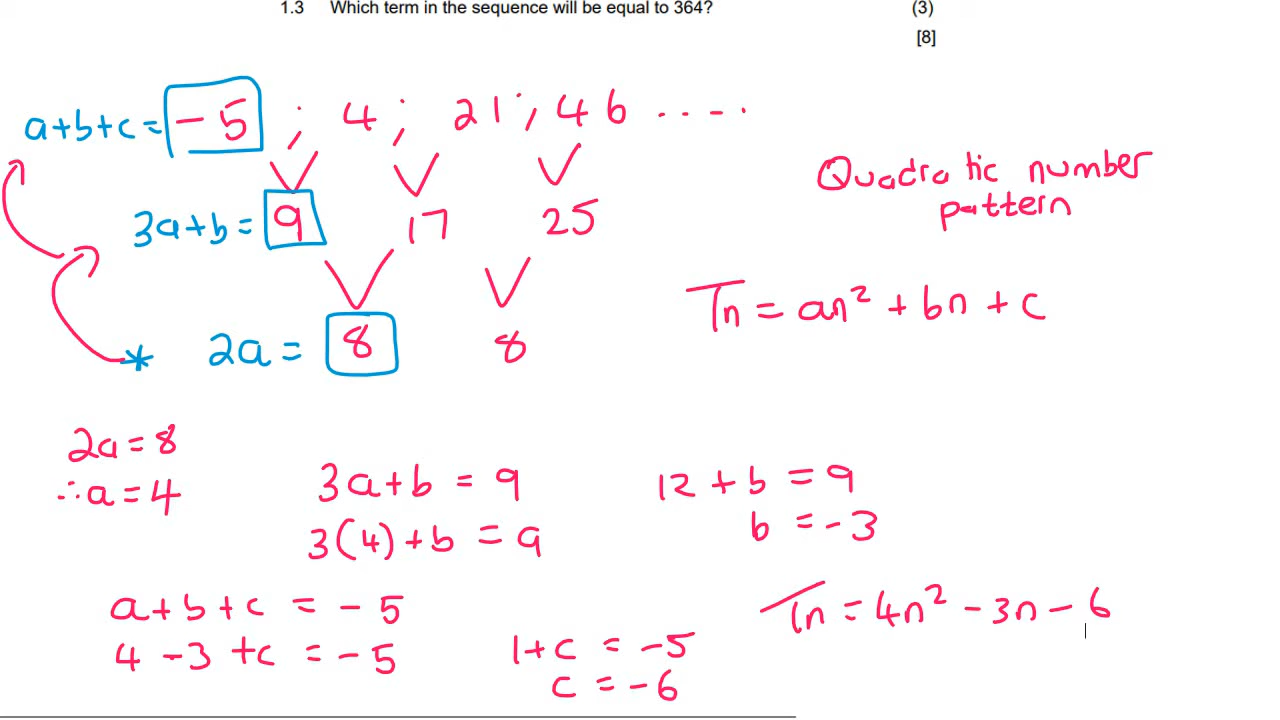 1.3 Which term in the sequence will be equal to 364? (3)
[8]
a+b+c = -5 ; 4 ; 21 ; 46 ....
Quadratic number
pattern
3a+b = 9 17 25
Tn = an² + bn + c
* 2a = 8 8
2a = 8
∴a = 4
3a+b = 9
3(4)+b = 9
12 + b = 9
b = -3
a+b+c = -5
4 -3 +c = -5
1+c = -5
c = -6
Tn = 4n² - 3n - 6